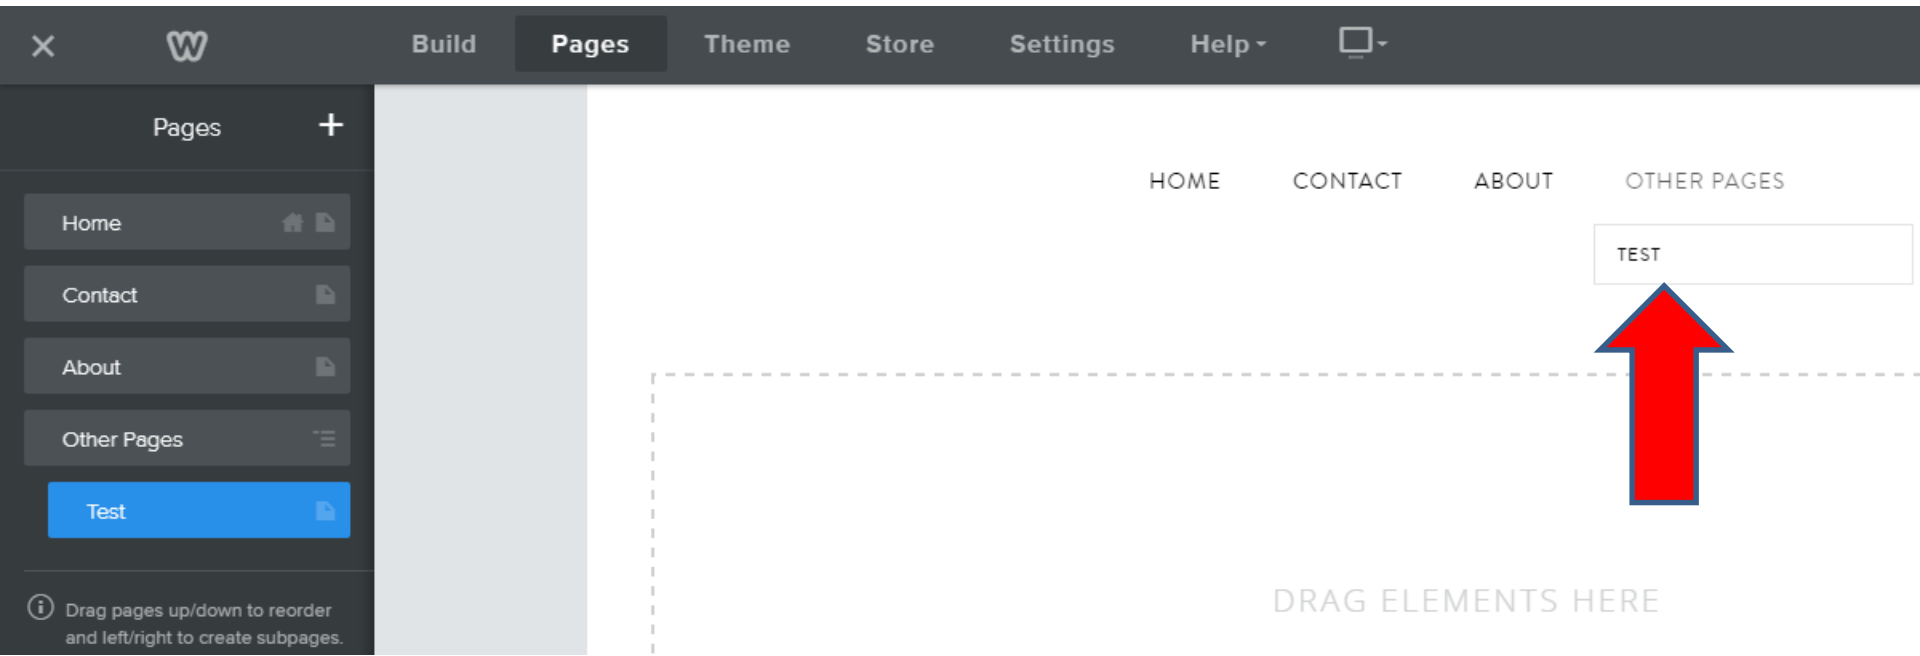 Build Pages Theme Store Settings Help
Pages
HOME CONTACT ABOUT OTHER PAGES
TEST
Home
Contact
About
Other Pages
Test
Drag pages up/down to reorder
and left/right to create subpages.
DRAG ELEMENTS HERE